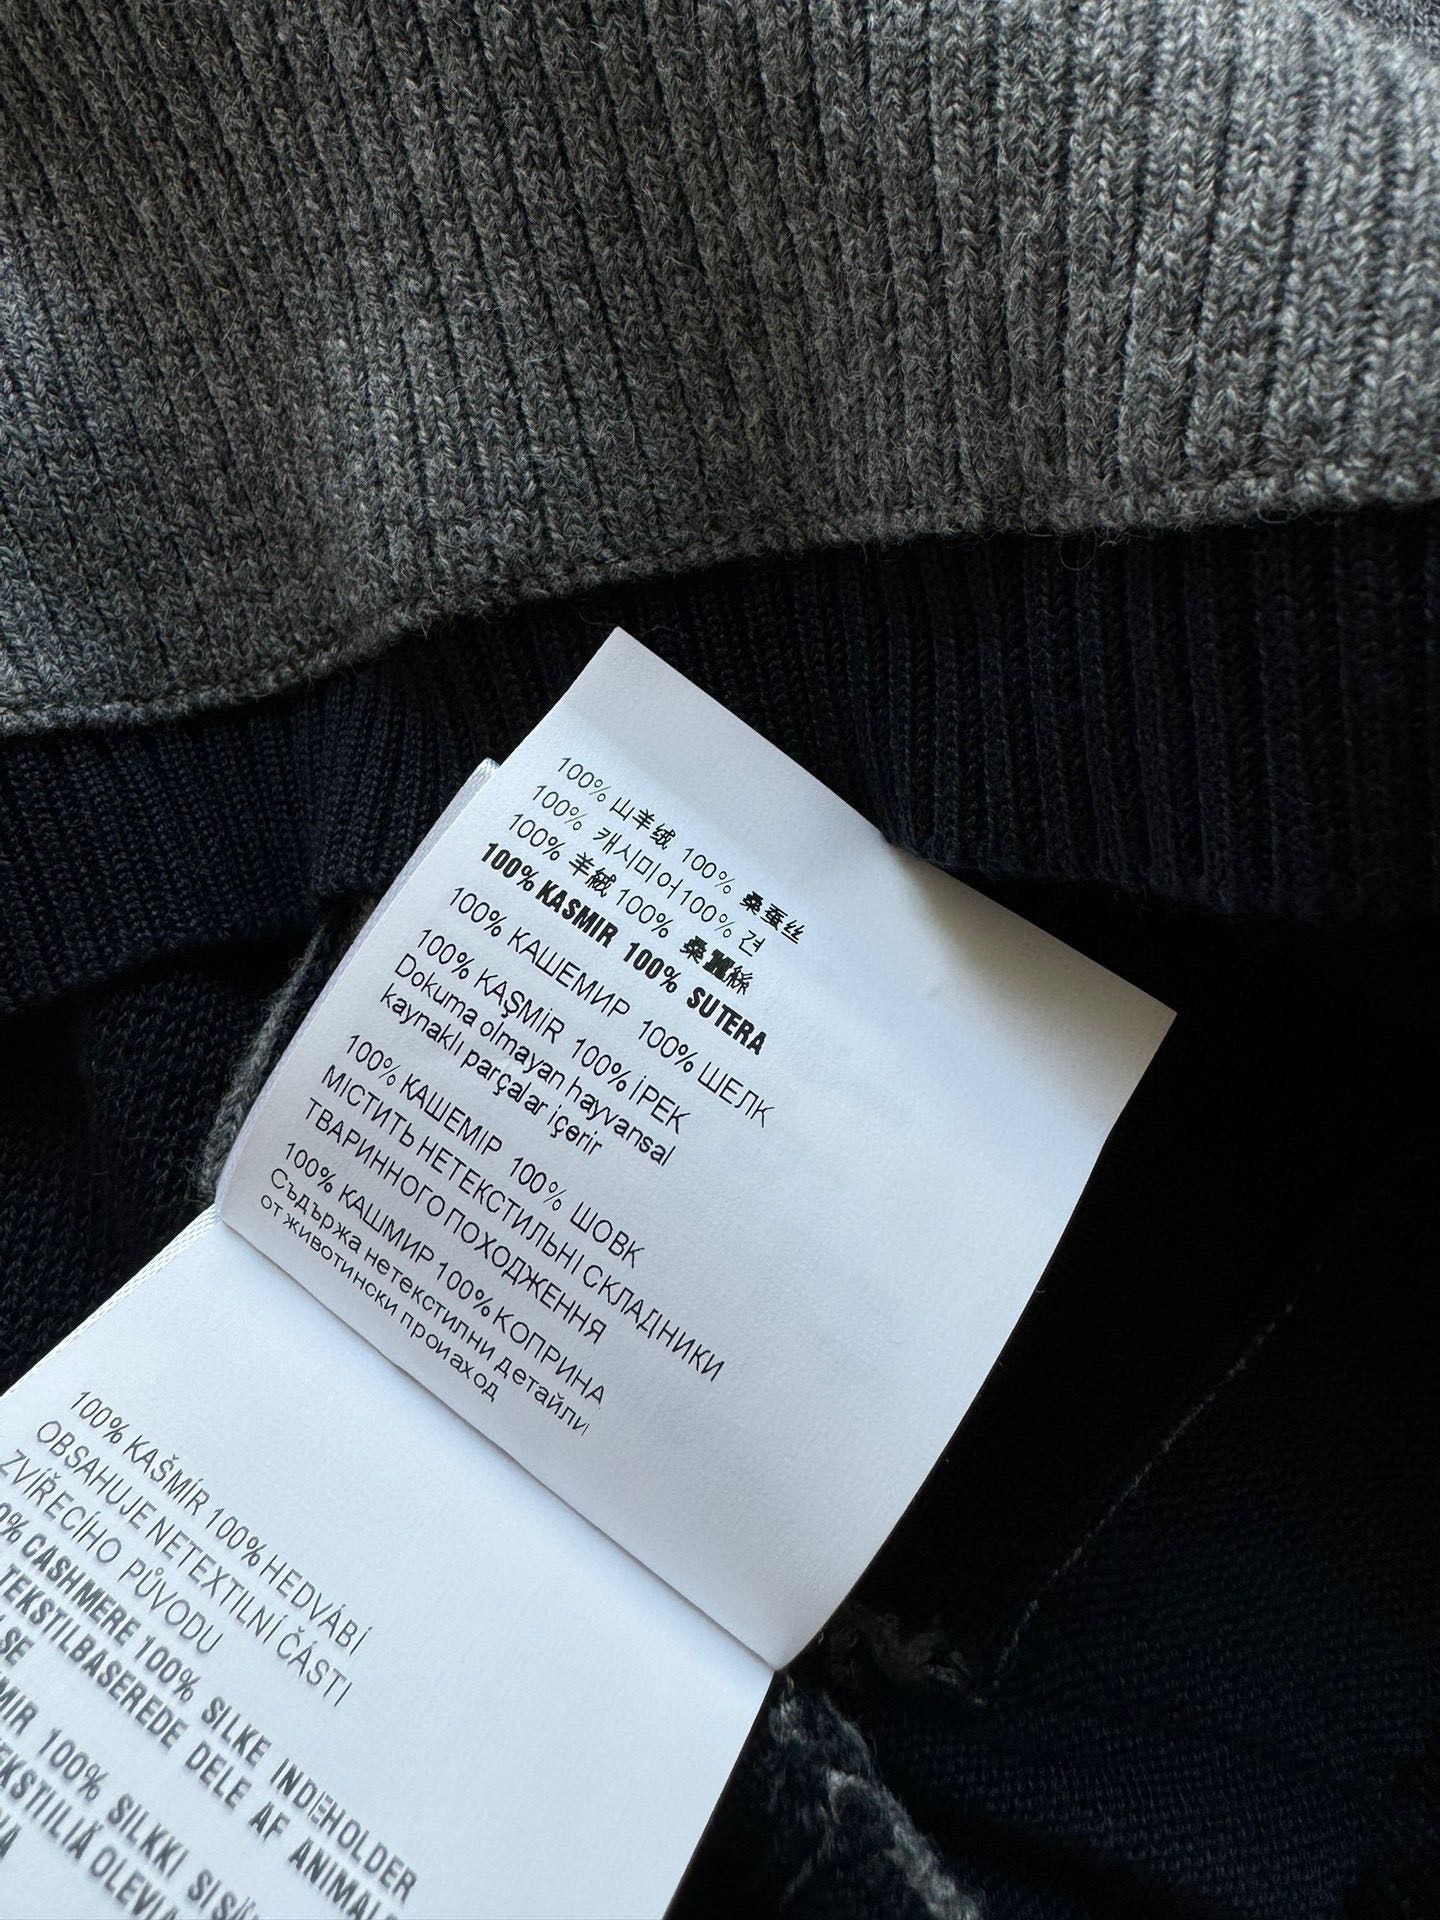 100% 山羊绒 100% 桑蚕丝
100% 캐시미어100% 견
100% 羊絨 100% 桑 絲
100% KASMIR 100% SUTERA
100% КАШЕМИР 100% ШЕЛК
100% KAŞMİR 100% İPEK
Dokuma olmayan hayvansal
kaynaklı parçalar içerir
100% КАШЕМІР 100% ШОВК
МІСТИТЬ НЕТЕКСТИЛЬНІ СКЛАДНИКИ
ТВАРИННОГО ПОХОДЖЕННЯ
100% КАШМИР 100% КОПРИНА
Съдържа нетекстилни детайли
от животински произход
100% KAŠMÍR 100% HEDVÁBÍ
OBSAHUJE NETEXTILNÍ ČÁSTI
ZVÍŘECÍHO PŮVODU
% CASHMERE 100% SILKE INDEHOLDER
TEKSTILBASEREDE DELE AF ANIMAL
SE
MIR 100% SILKKI